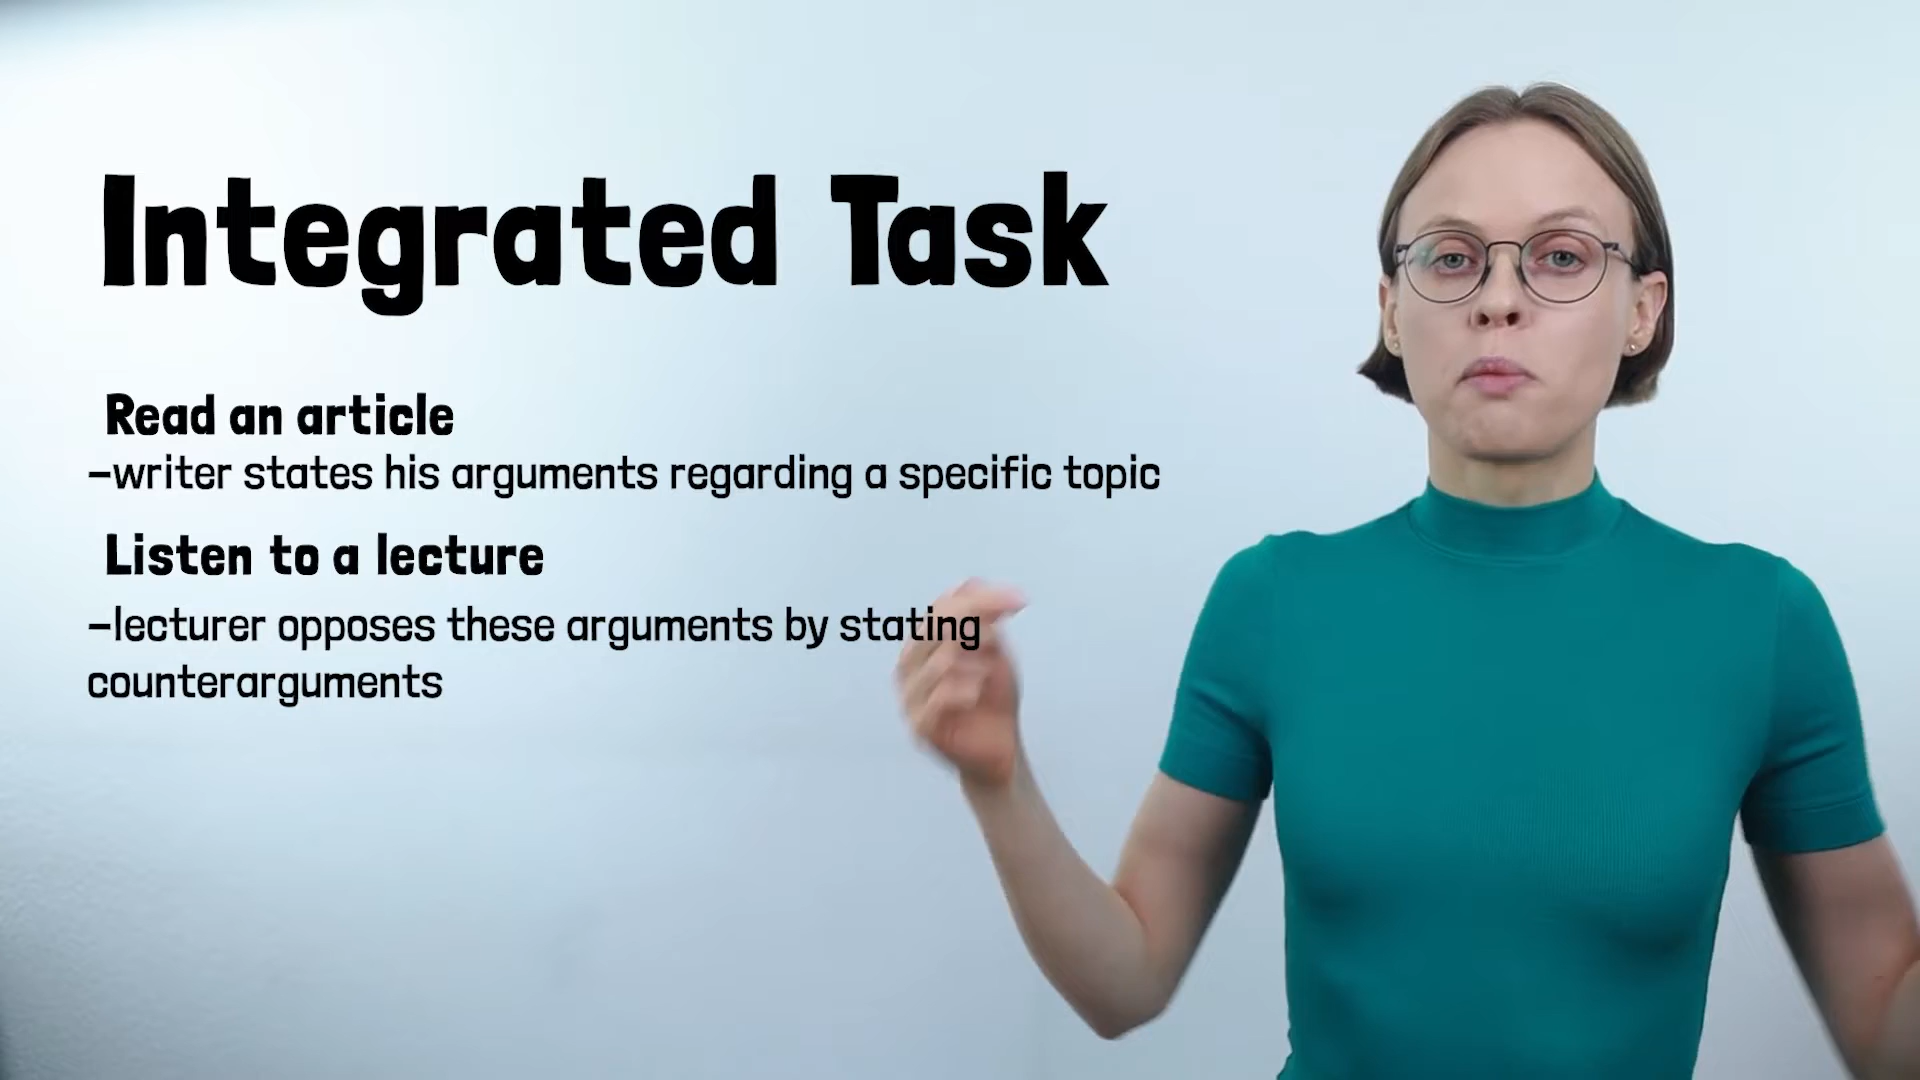 Integrated Task
Read an article
-writer states his arguments regarding a specific topic
Listen to a lecture
-lecturer opposes these arguments by stating
counterarguments